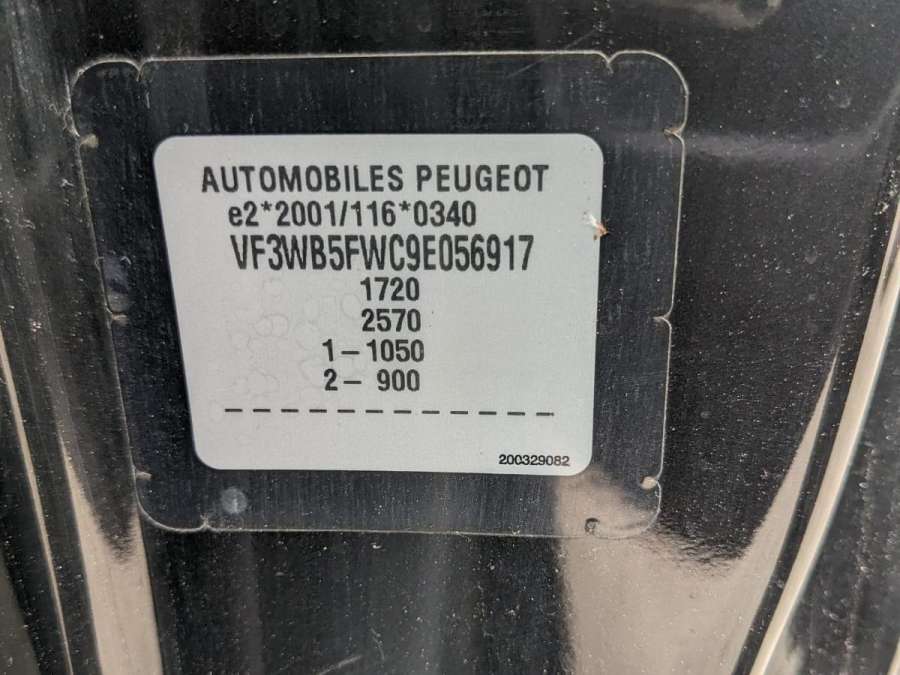 AUTOMOBILES PEUGEOT
e2*2001/116*0340
VF3WB5FWC9E056917
1720
2570
1-1050
2- 900
200329082